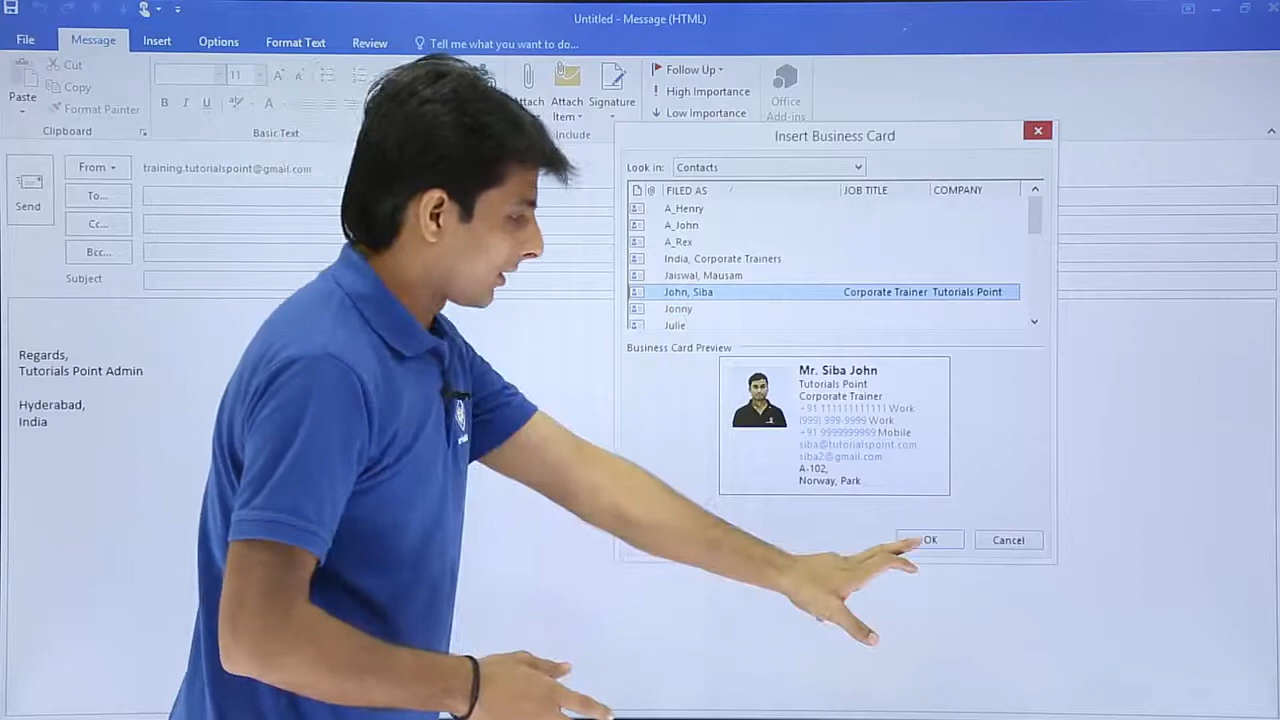 Untitled - Message (HTML)
File Message Insert Options Format Text Review Tell me what you want to do...
Cut
Copy
Format Painter
Paste
Clipboard
11
B I U A
Basic Text
Attach
Item
Signature
Include
Follow Up
High Importance
Low Importance
Office
Add-ins
Send
From training.tutorialspoint@gmail.com
To...
Cc...
Bcc...
Subject
Regards,
Tutorials Point Admin
Hyderabad,
India
Insert Business Card
Look in: Contacts
FILED AS JOB TITLE COMPANY
A_Henry
A_John
A_Rex
India, Corporate Trainers
Jaiswal, Mausam
John, Siba Corporate Trainer Tutorials Point
Jonny
Julie
Business Card Preview
Mr. Siba John
Tutorials Point
Corporate Trainer
+91 111111111111 Work
(999) 999-9999 Work
+91 9999999999 Mobile
siba@tutorialspoint.com
siba2@gmail.com
A-102,
Norway, Park
OK Cancel